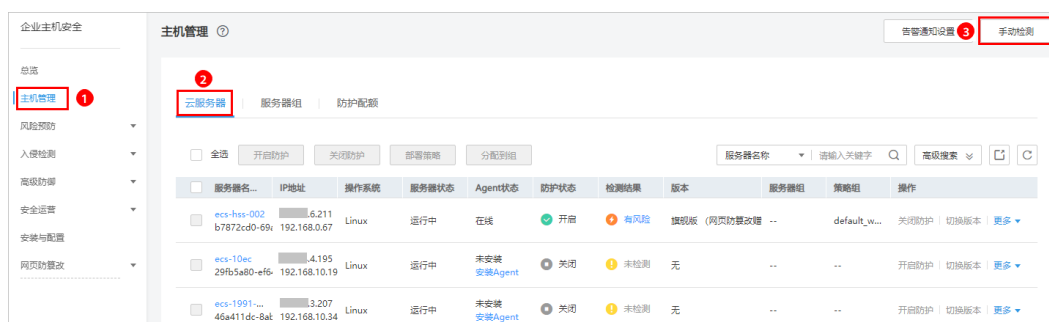 企业主机安全
主机管理
告警通知设置 3 手动检测
总览
主机管理 1
风险预防
入侵检测
高级防御
安全运营
安装与配置
网页防篡改
2
云服务器 服务器组 防护配额
全选 开启防护 关闭防护 部署策略 分配到组 服务器名称 请输入关键字 高级搜索
服务器名... IP地址 操作系统 服务器状态 Agent状态 防护状态 检测结果 版本 服务器组 策略组 操作
ecs-hss-002 .6.211 Linux 运行中 在线 开启 有风险 旗舰版 (网页防篡改赠 -- default_w... 关闭防护 切换版本 更多
b7872cd0-69a 192.168.0.67
ecs-10ec .4.195 Linux 运行中 未安装 关闭 未检测 无 -- -- 开启防护 切换版本 更多
29fb5a80-ef6 192.168.10.19 安装Agent
ecs-1991-... .3.207 Linux 运行中 未安装 关闭 未检测 无 -- -- 开启防护 切换版本 更多
46a411dc-8ab 192.168.10.34 安装Agent